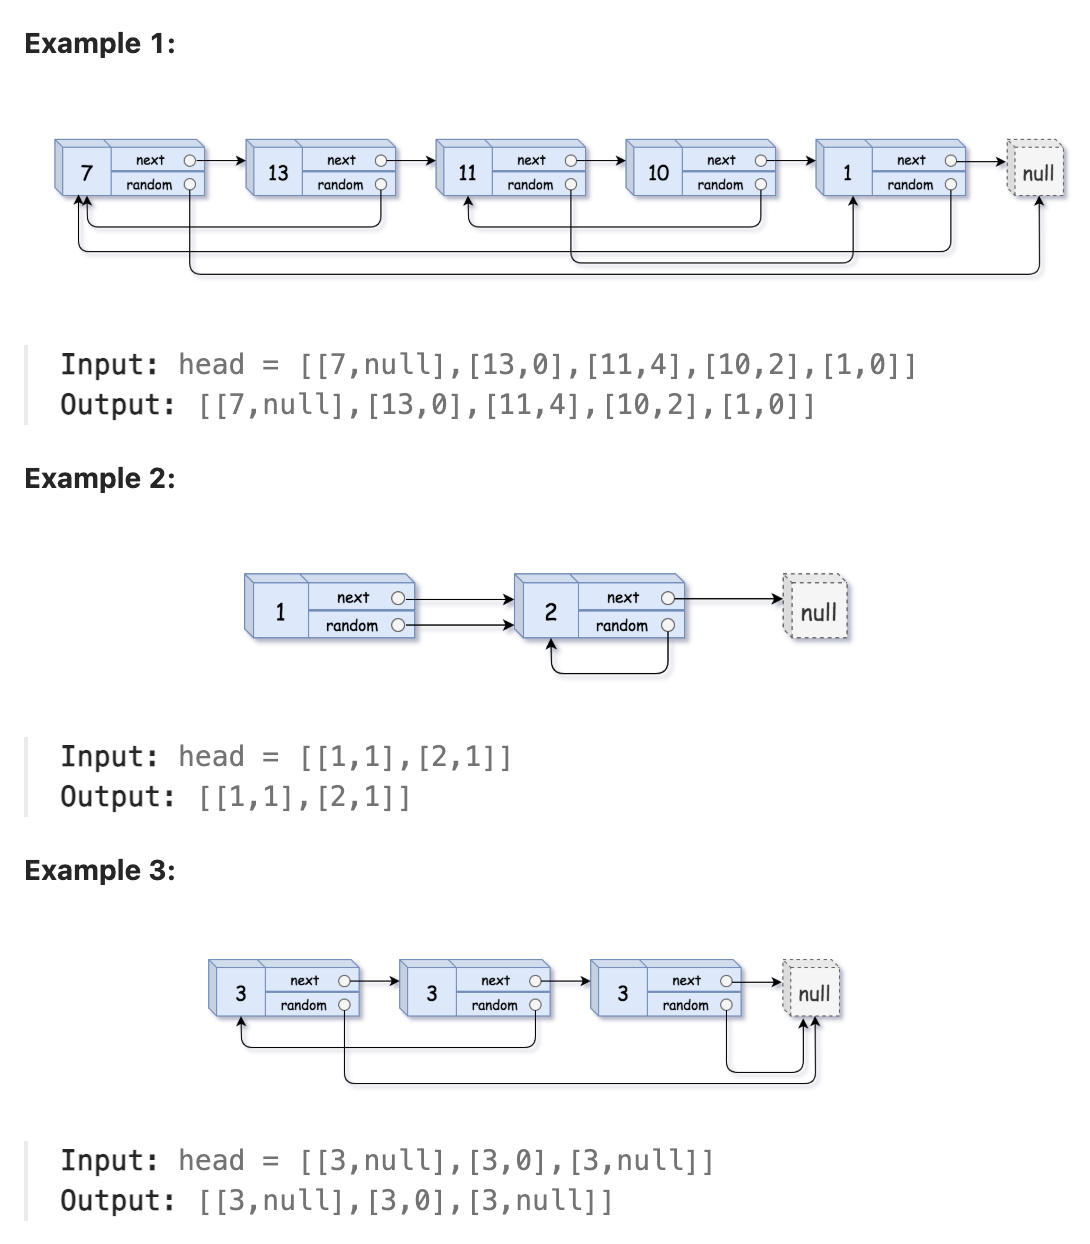 Example 1:
7 next random 13 next random 11 next random 10 next random 1 next random null
Input: head = [[7,null],[13,0],[11,4],[10,2],[1,0]]
Output: [[7,null],[13,0],[11,4],[10,2],[1,0]]
Example 2:
1 next random 2 next random null
Input: head = [[1,1],[2,1]]
Output: [[1,1],[2,1]]
Example 3:
3 next random 3 next random 3 next random null
Input: head = [[3,null],[3,0],[3,null]]
Output: [[3,null],[3,0],[3,null]]